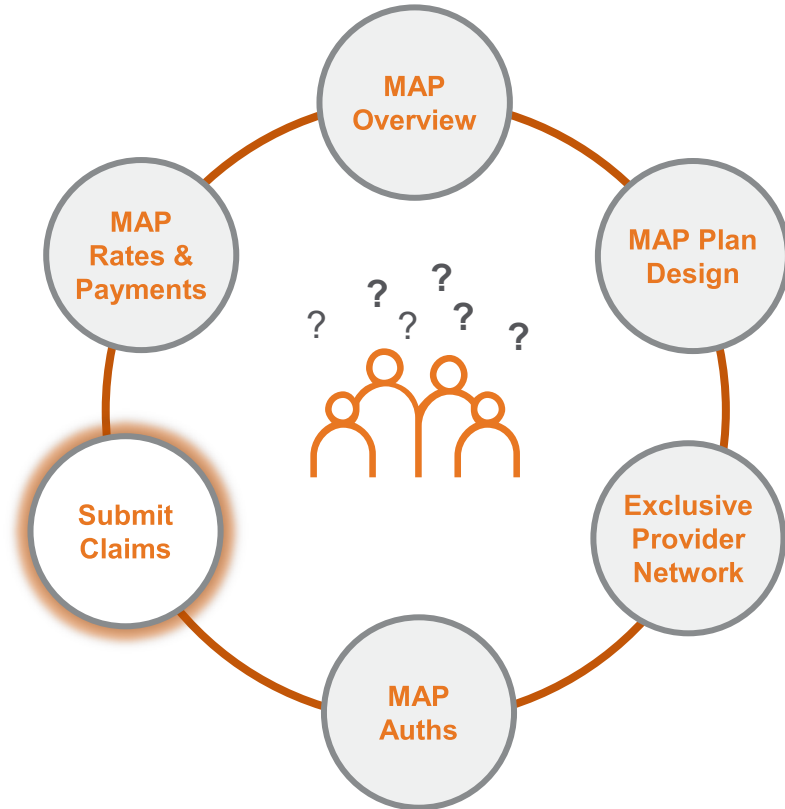 MAP
Overview
MAP Plan
Design
Exclusive
Provider
Network
MAP
Auths
Submit
Claims
MAP
Rates &
Payments
? ? ? ? ? ?